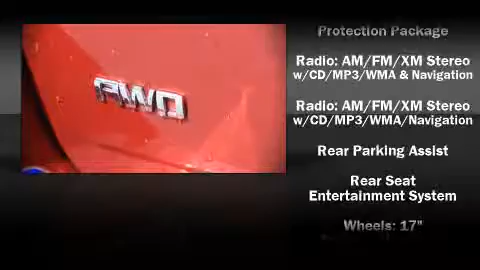 AWD
Protection Package
Radio: AM/FM/XM Stereo
w/CD/MP3/WMA & Navigation
Radio: AM/FM/XM Stereo
w/CD/MP3/WMA/Navigation
Rear Parking Assist
Rear Seat
Entertainment System
Wheels: 17"